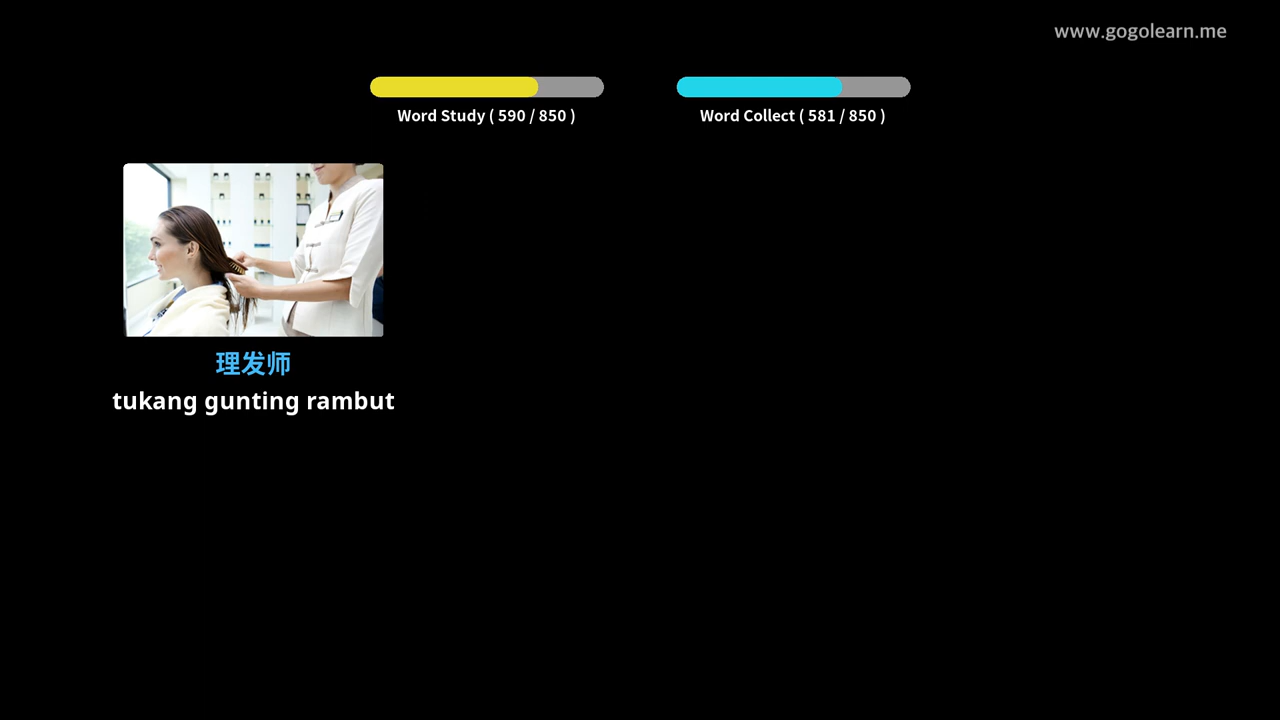 www.gogolearn.me
Word Study ( 590 / 850 )
Word Collect ( 581 / 850 )
理发师
tukang gunting rambut